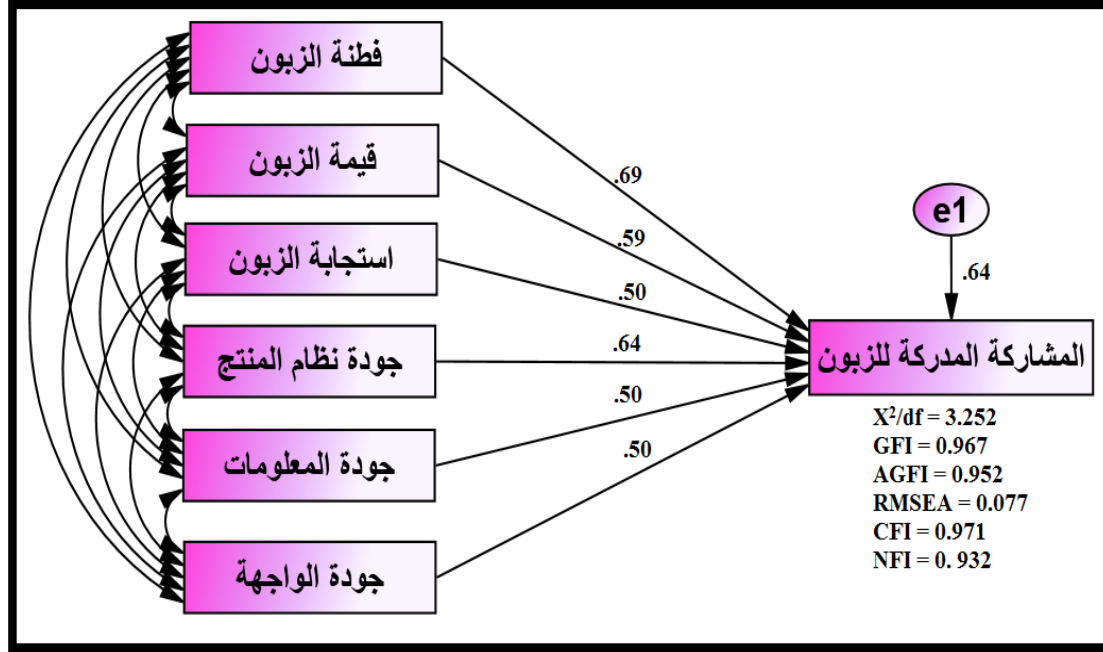 فطنة الزبون
قيمة الزبون
استجابة الزبون
جودة نظام المنتج
جودة المعلومات
جودة الواجهة
.69
.59
.50
.64
.50
.50
e1
.64
المشاركة المدركة للزبون
X²/df = 3.252
GFI = 0.967
AGFI = 0.952
RMSEA = 0.077
CFI = 0.971
NFI = 0. 932